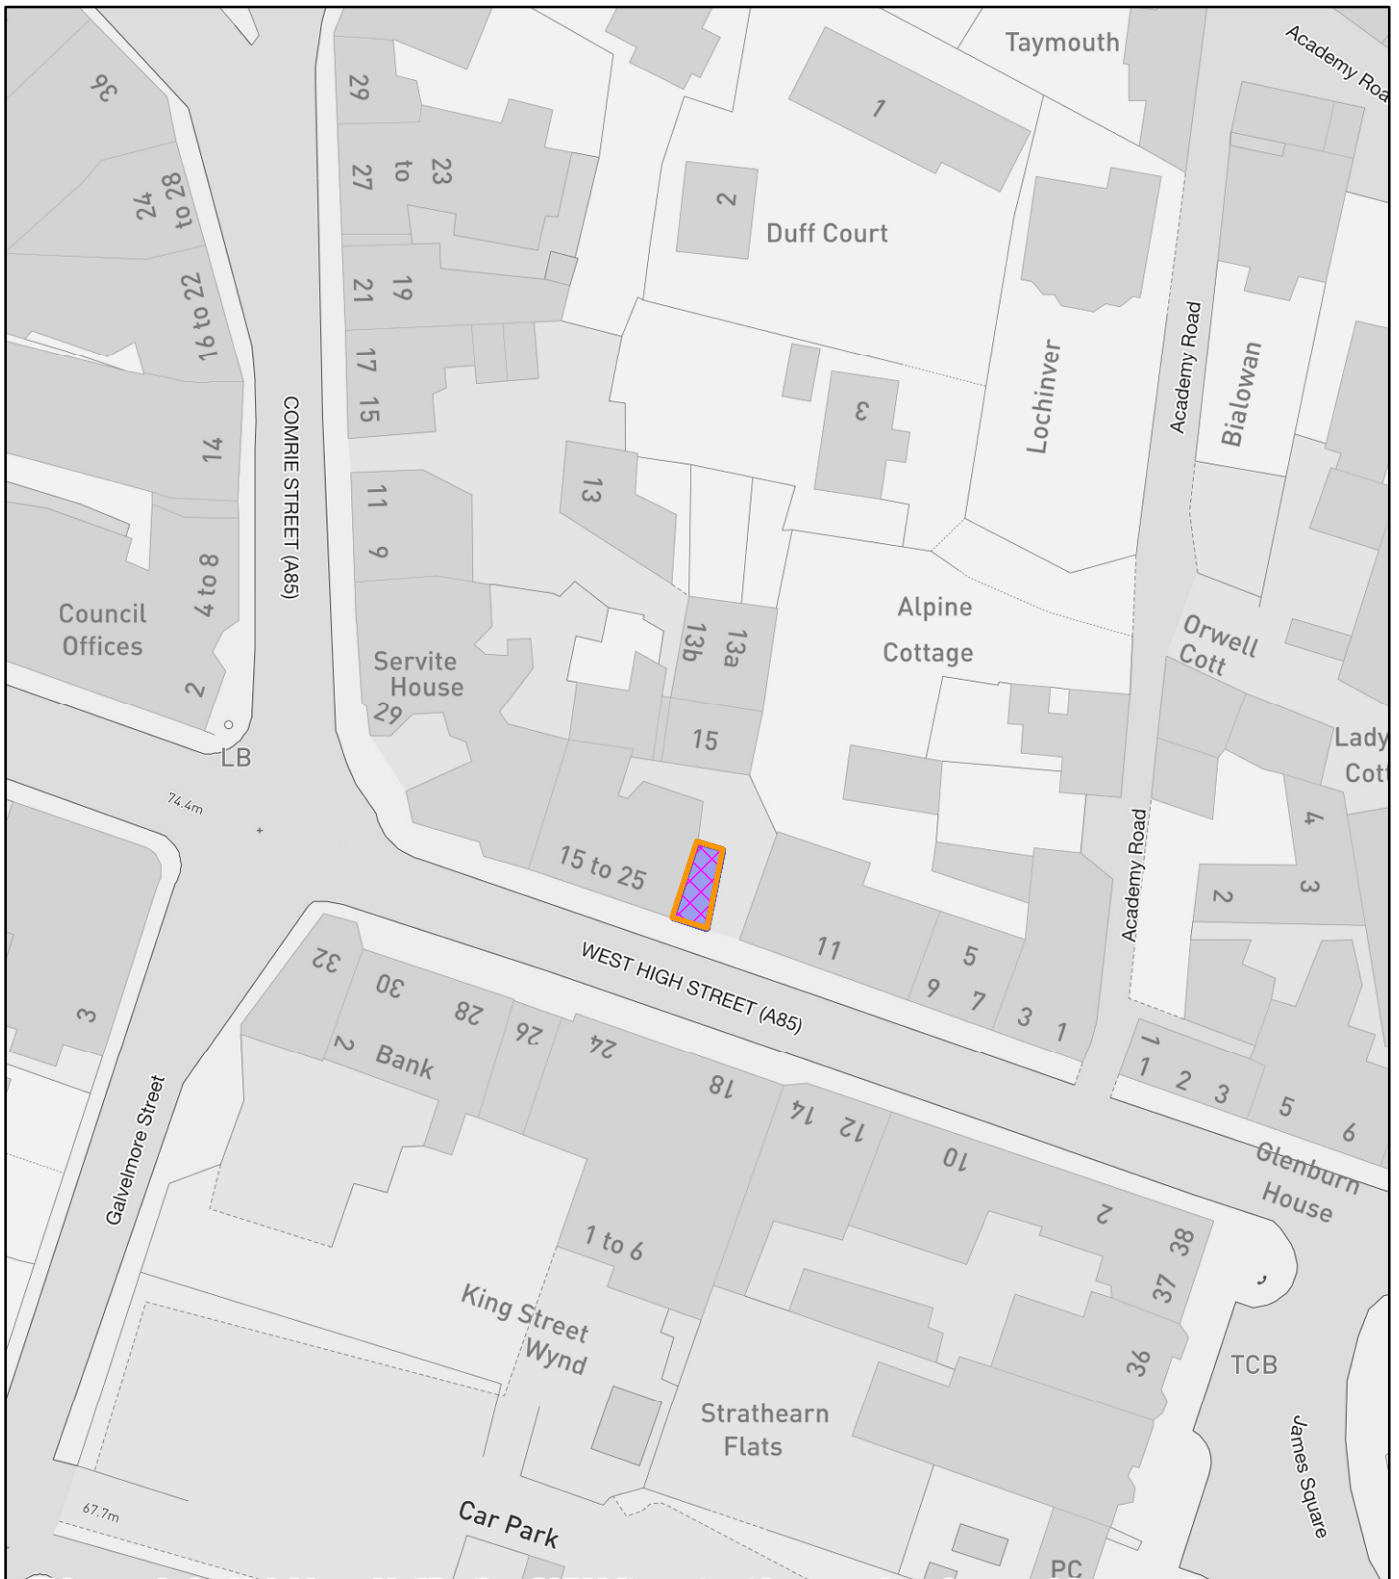 Taymouth
Academy Roa
36
29
1
23
to
27
24
to 28
2
Duff Court
19
21
16 to 22
Academy Road
Lochinver
Bialowan
17
15
3
14
COMRIE STREET (A85)
13
11
9
4 to 8
Council
Offices
Alpine
Cottage
Orwell
Cott
13b
13a
Servite
House
29
2
15
LB
Lady
Cott
74.4m
4
3
2
Academy Road
15 to 25
11
5
9
7
3
1
WEST HIGH STREET (A85)
32
30
28
26
24
18
2
Bank
3
1
1
2
3
5
6
14
12
10
Glenburn
House
Galvelmore Street
2
38
37
1 to 6
King Street
Wynd
36
TCB
Strathearn
Flats
James Square
67.7m
Car Park
PC